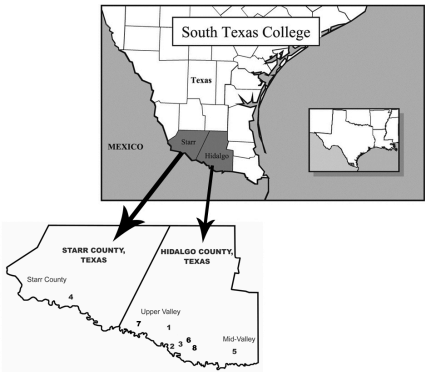 South Texas College
Texas
MEXICO
Starr
Hidalgo
STARR COUNTY,
TEXAS
HIDALGO COUNTY,
TEXAS
Starr County
4
Upper Valley
7
1
2
3
6
8
Mid-Valley
5